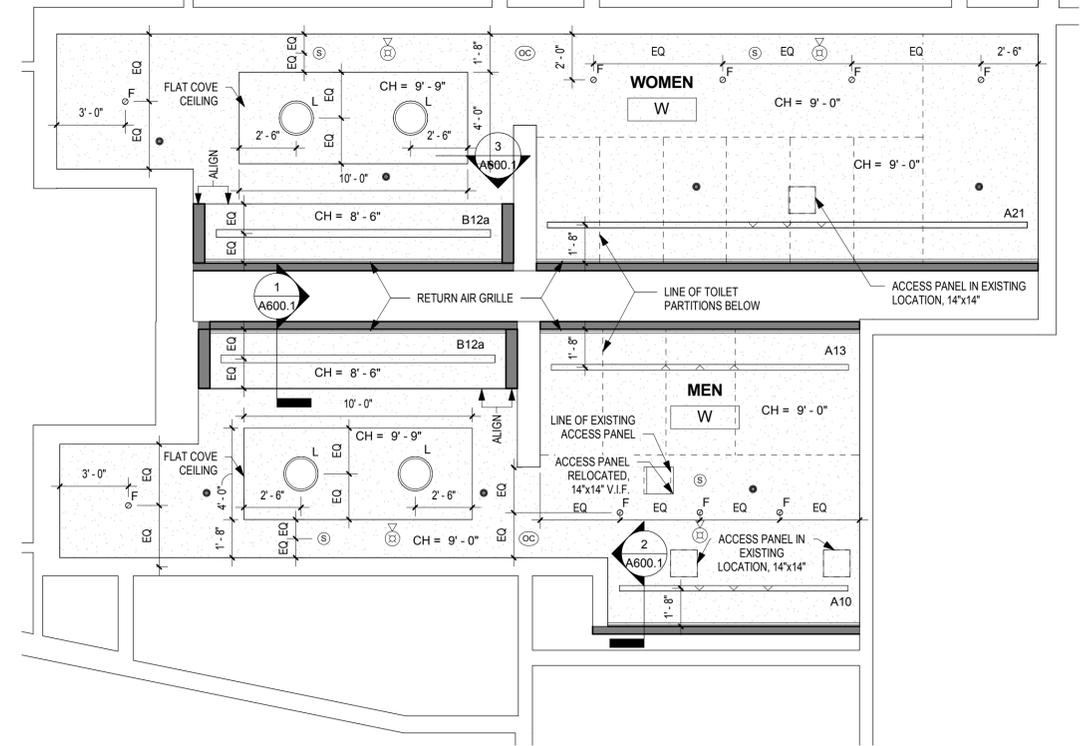 EQ
EQ
3' - 0"
F
EQ
S
1' - 8"
OC
2' - 0"
EQ
S
EQ
EQ
2' - 6"
F
F
F
F
FLAT COVE
CEILING
CH = 9' - 9"
L
L
EQ
EQ
2' - 6"
2' - 6"
4' - 0"
WOMEN
W
CH = 9' - 0"
CH = 9' - 0"
3
A600.1
ALIGN
10' - 0"
EQ
EQ
CH = 8' - 6"
B12a
A21
1' - 8"
1
A600.1
RETURN AIR GRILLE
LINE OF TOILET
PARTITIONS BELOW
ACCESS PANEL IN EXISTING
LOCATION, 14"x14"
EQ
EQ
B12a
CH = 8' - 6"
1' - 8"
A13
MEN
W
CH = 9' - 0"
10' - 0"
ALIGN
LINE OF EXISTING
ACCESS PANEL
ACCESS PANEL
RELOCATED,
14"x14" V.I.F.
FLAT COVE
CEILING
CH = 9' - 9"
L
L
EQ
EQ
3' - 0"
F
EQ
EQ
4' - 0"
2' - 6"
2' - 6"
EQ
S
EQ
F
EQ
F
EQ
F
EQ
1' - 8"
EQ
EQ
S
CH = 9' - 0"
OC
2
A600.1
ACCESS PANEL IN
EXISTING
LOCATION, 14"x14"
1' - 8"
A10